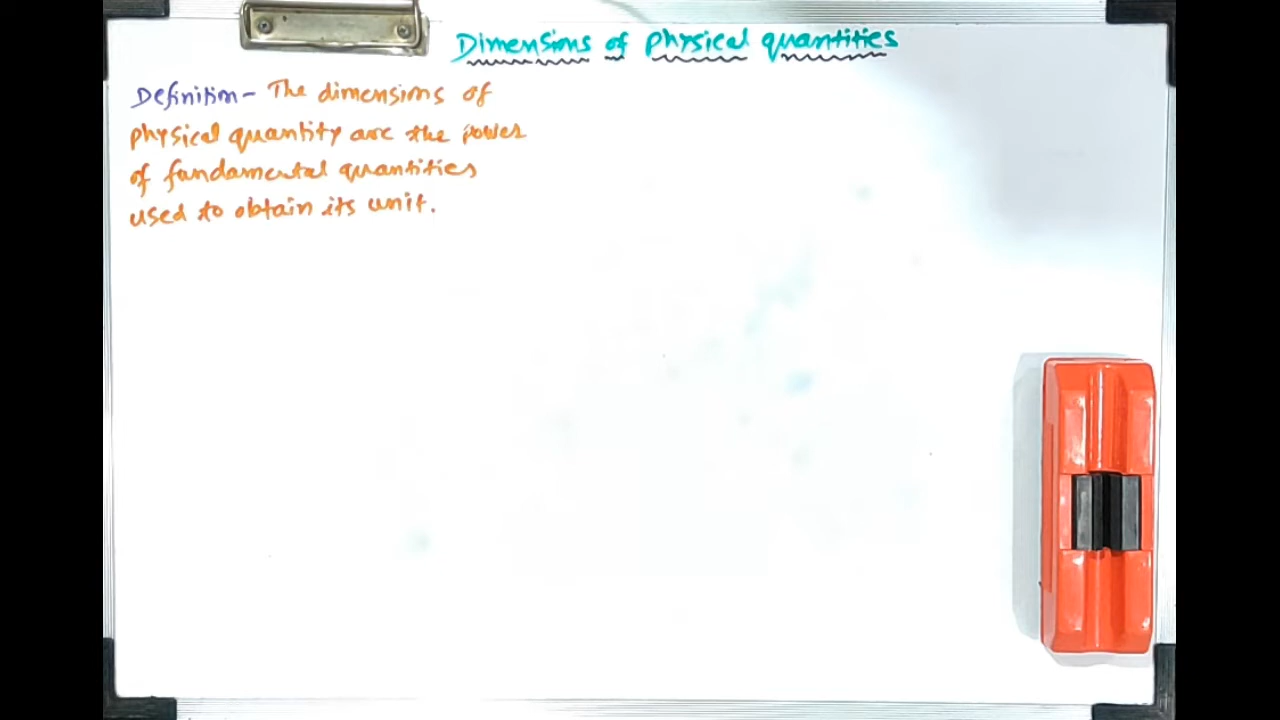 Dimensions of physical quantities
Definition - The dimensions of
physical quantity are the power
of fundamental quantities
used to obtain its unit.